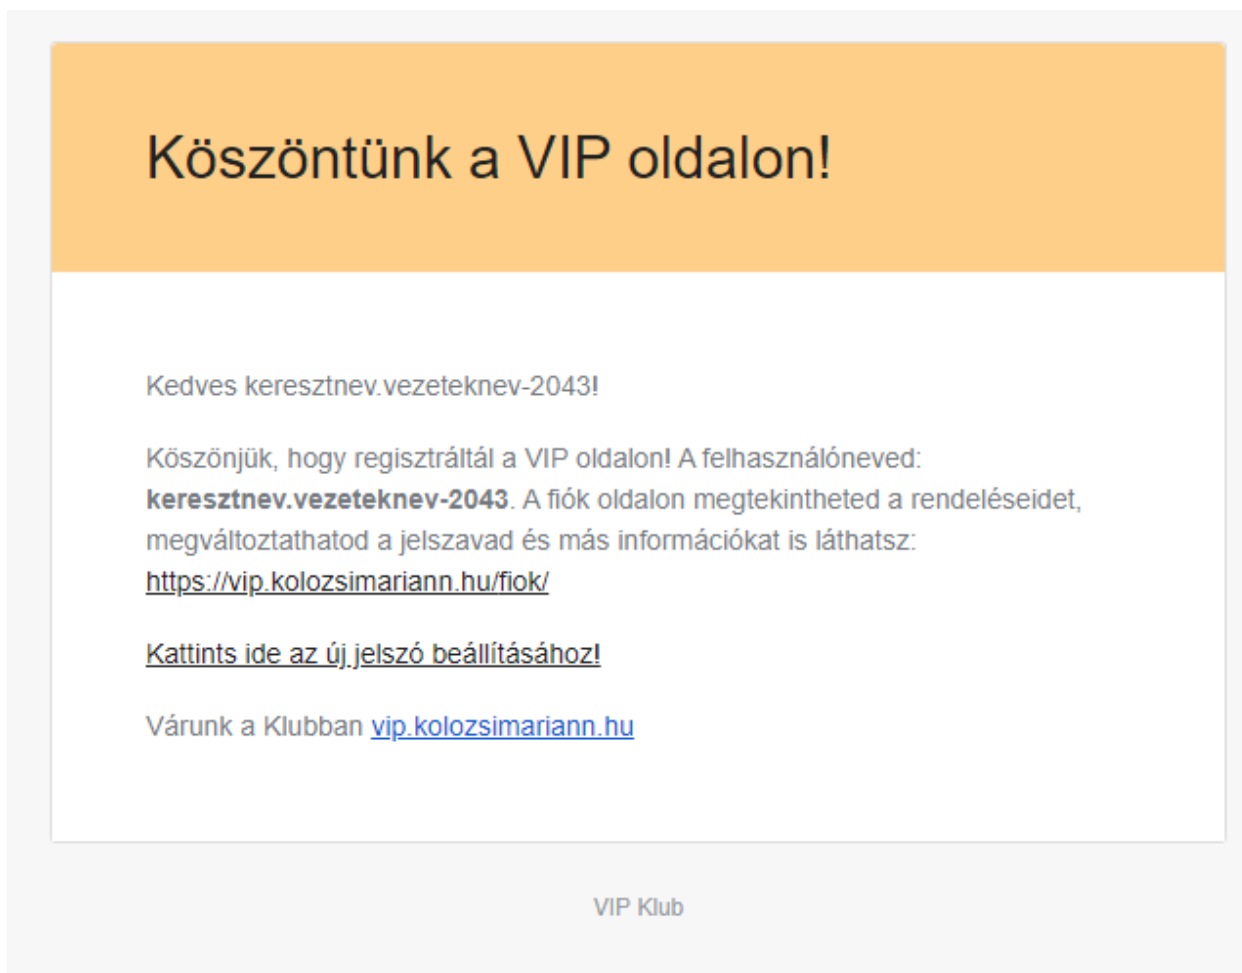 Köszöntünk a VIP oldalon!
Kedves keresztnev.vezeteknev-2043!
Köszönjük, hogy regisztráltál a VIP oldalon! A felhasználóneved:
keresztnev.vezeteknev-2043. A fiók oldalon megtekintheted a rendeléseidet,
megváltoztathatod a jelszavad és más információkat is láthatsz:
https://vip.kolozsimariann.hu/fiok/
Kattints ide az új jelszó beállításához!
Várunk a Klubban vip.kolozsimariann.hu
VIP Klub